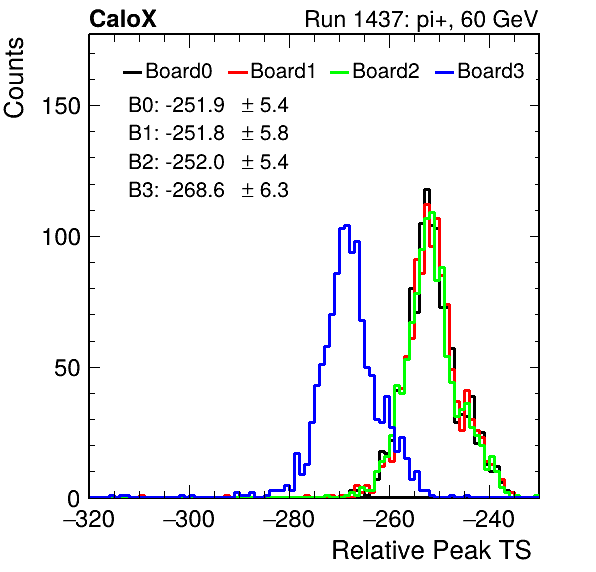 CaloX Run 1437: pi+, 60 GeV
Counts
Board0 Board1 Board2 Board3
B0: -251.9 ± 5.4
B1: -251.8 ± 5.8
B2: -252.0 ± 5.4
B3: -268.6 ± 6.3
150
100
50
0
−320 −300 −280 −260 −240
Relative Peak TS